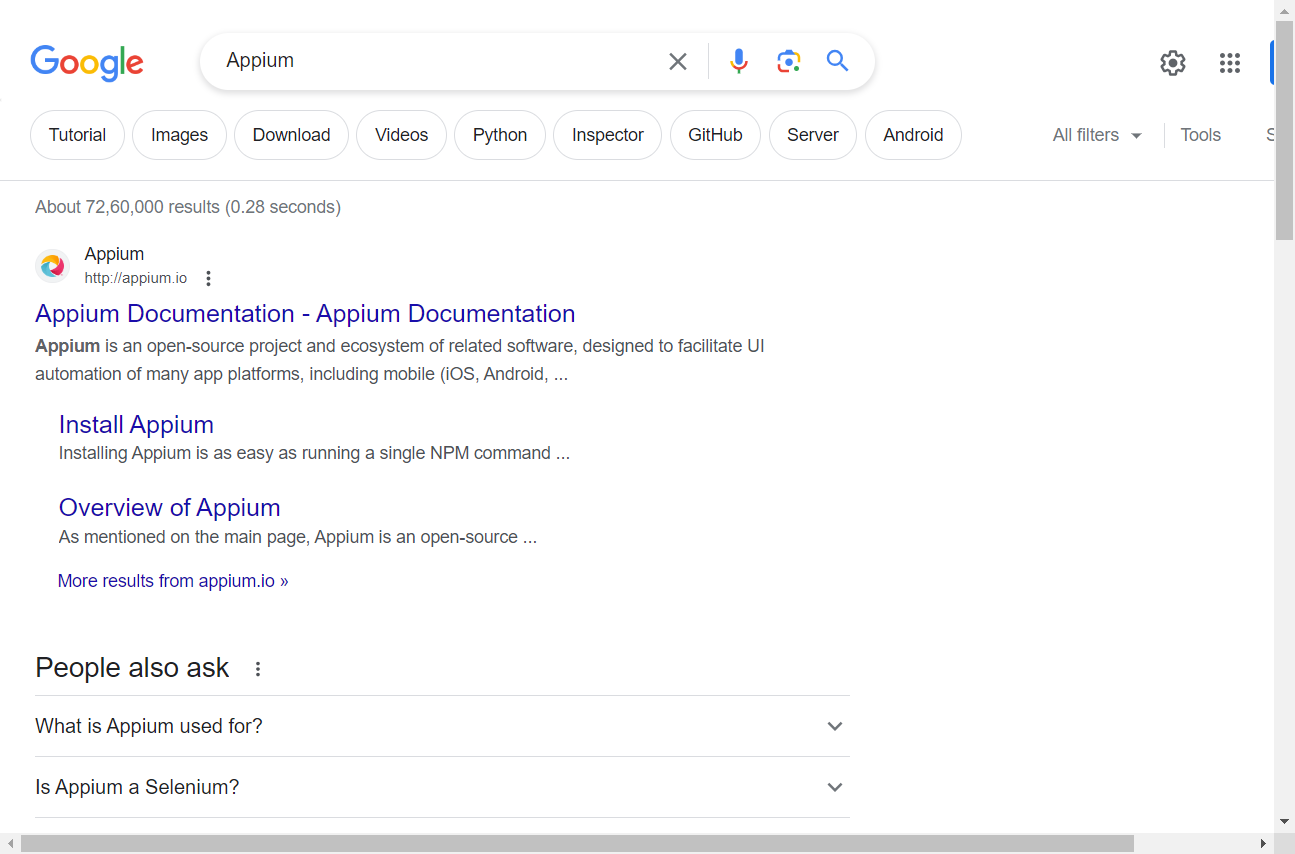 Google
Appium
Tutorial Images Download Videos Python Inspector GitHub Server Android All filters Tools S
About 72,60,000 results (0.28 seconds)
Appium
http://appium.io
Appium Documentation - Appium Documentation
Appium is an open-source project and ecosystem of related software, designed to facilitate UI
automation of many app platforms, including mobile (iOS, Android, ...
Install Appium
Installing Appium is as easy as running a single NPM command ...
Overview of Appium
As mentioned on the main page, Appium is an open-source ...
More results from appium.io »
People also ask
What is Appium used for?
Is Appium a Selenium?